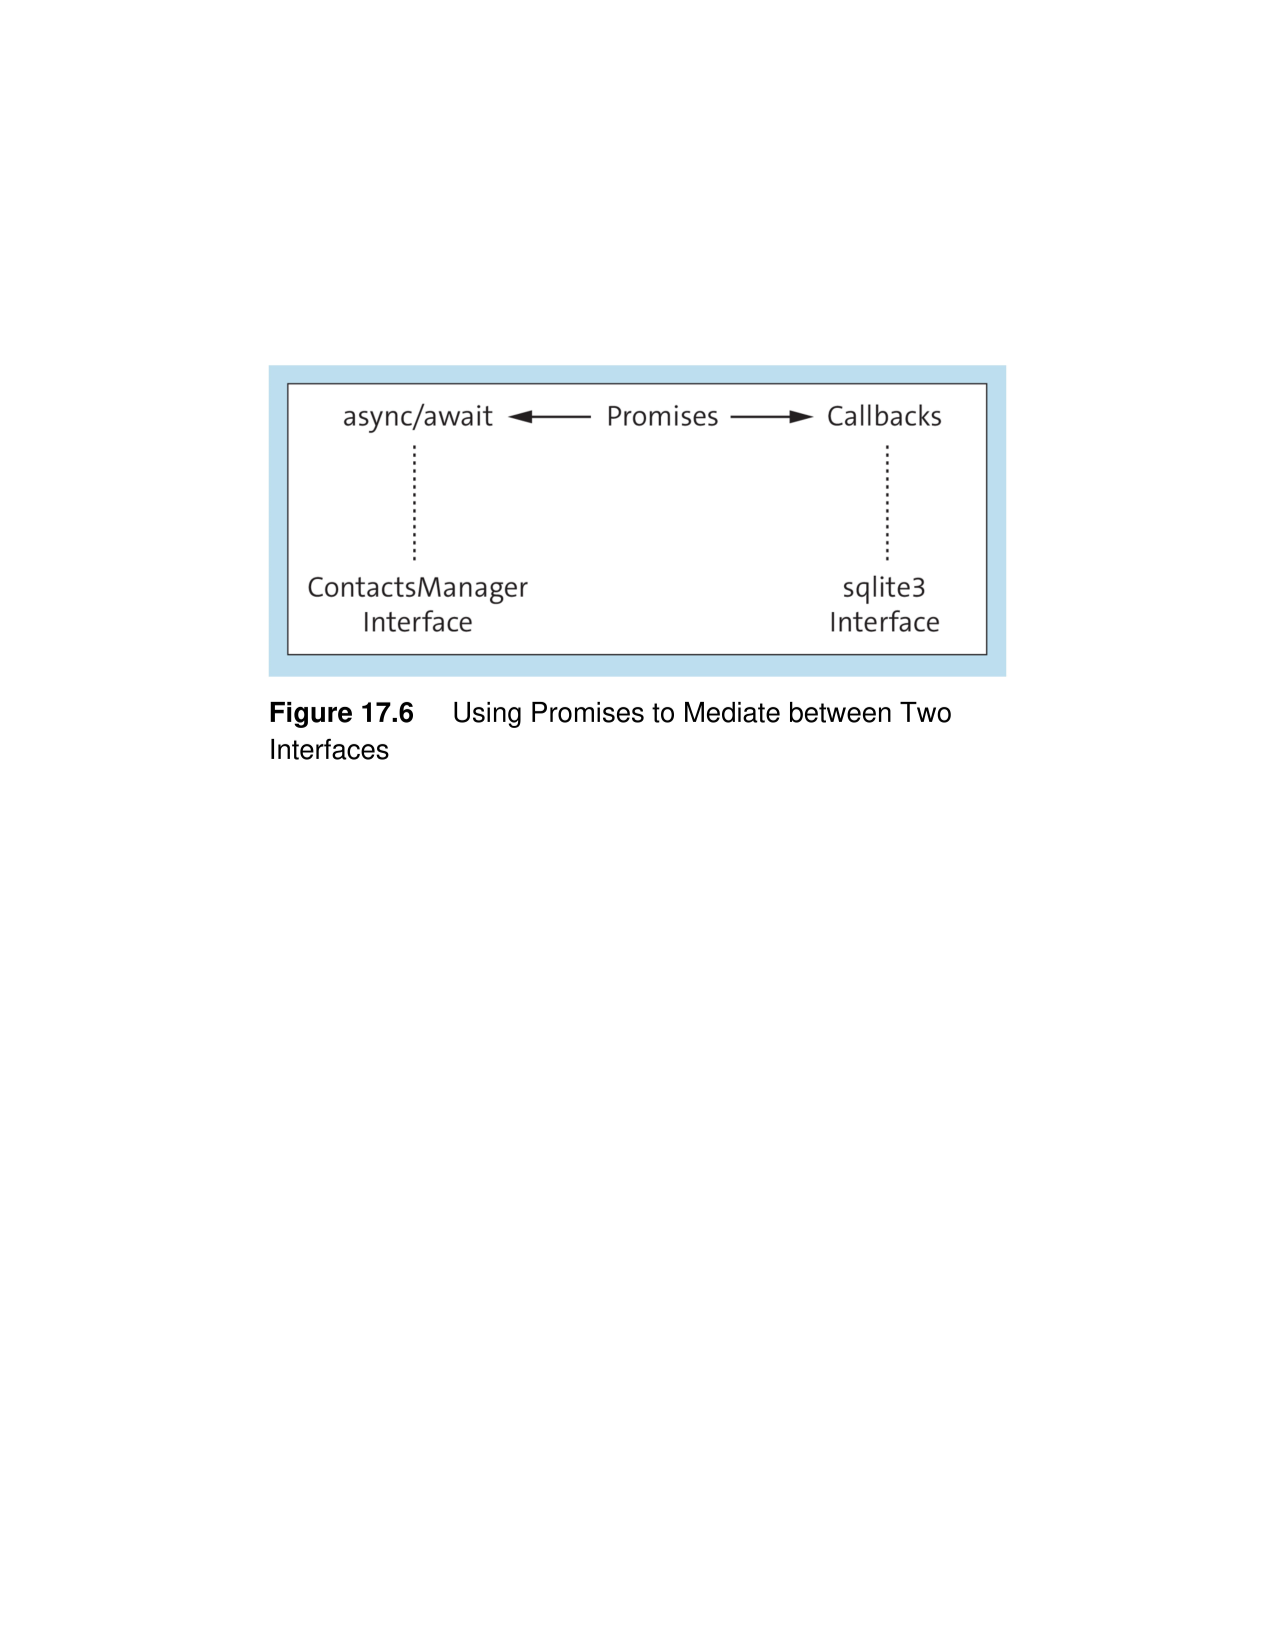 async/await Promises Callbacks
ContactsManager sqlite3
Interface Interface
Figure 17.6 Using Promises to Mediate between Two
Interfaces